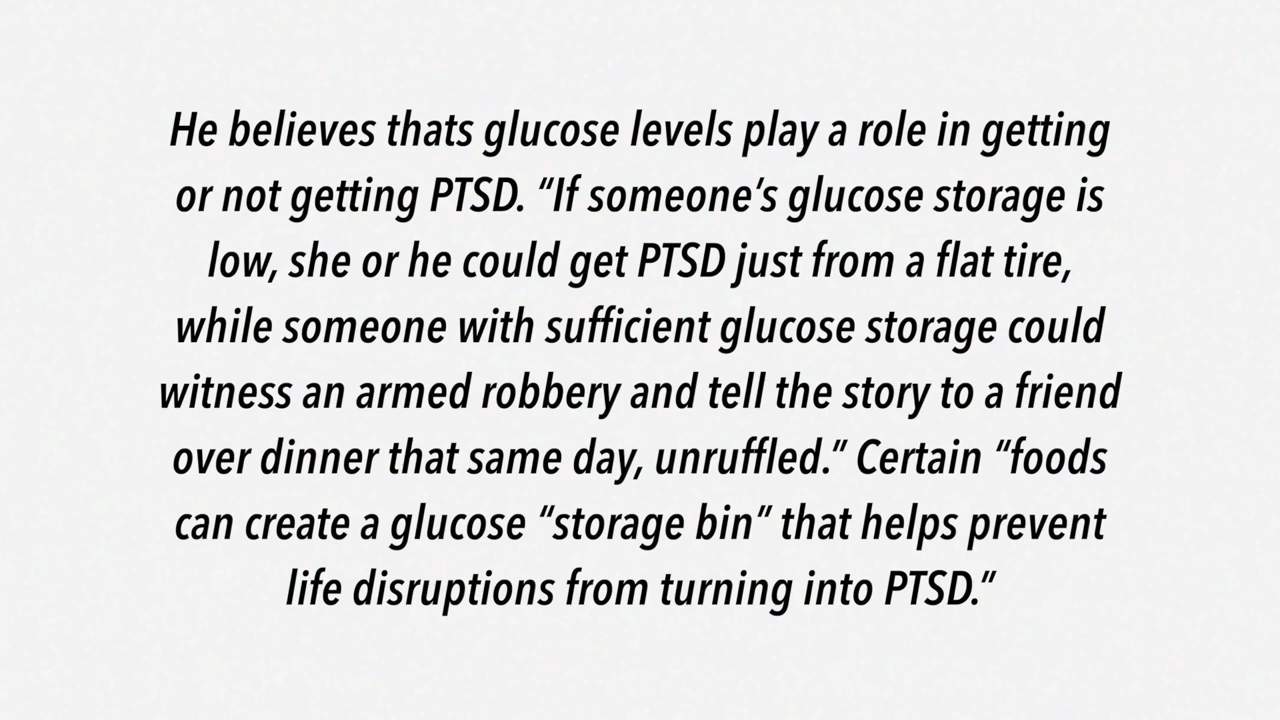 He believes thats glucose levels play a role in getting
or not getting PTSD. “If someone’s glucose storage is
low, she or he could get PTSD just from a flat tire,
while someone with sufficient glucose storage could
witness an armed robbery and tell the story to a friend
over dinner that same day, unruffled.” Certain “foods
can create a glucose “storage bin” that helps prevent
life disruptions from turning into PTSD.”